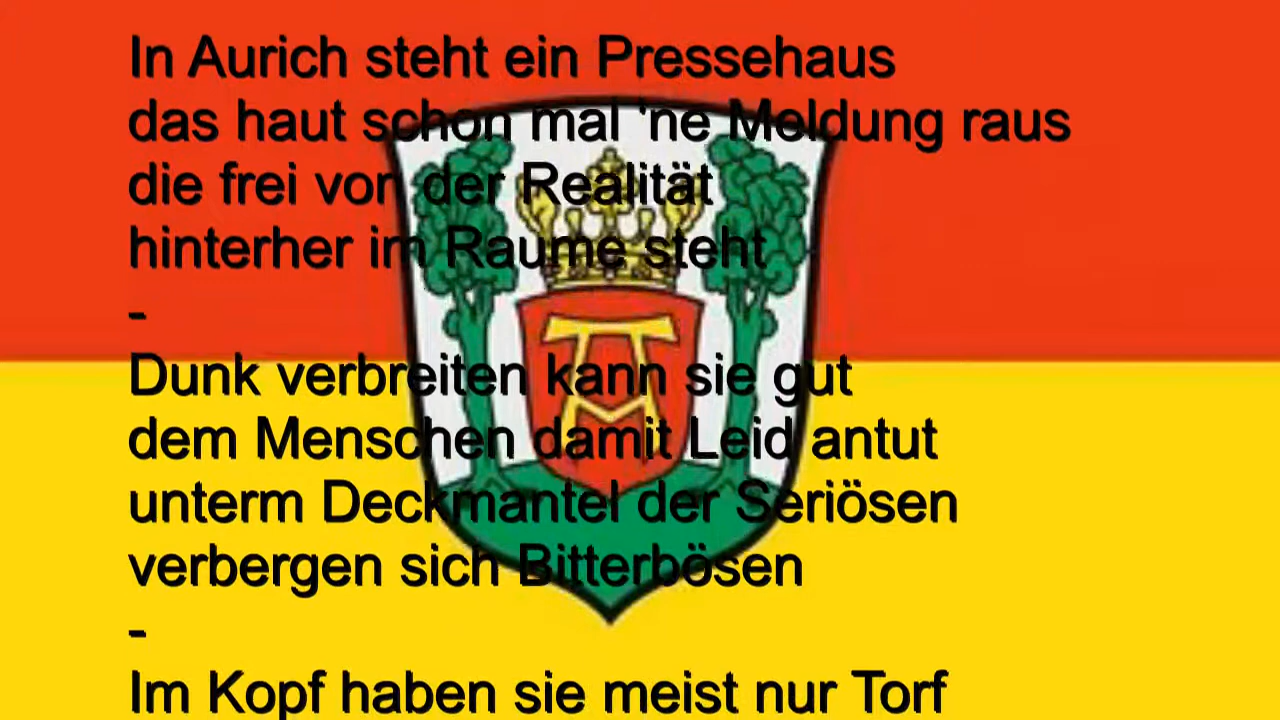 In Aurich steht ein Pressehaus
das haut schon mal 'ne Meldung raus
die frei von der Realität
hinterher im Raume steht
-
Dunk verbreiten kann sie gut
dem Menschen damit Leid antut
unterm Deckmantel der Seriösen
verbergen sich Bitterbösen
-
Im Kopf haben sie meist nur Torf